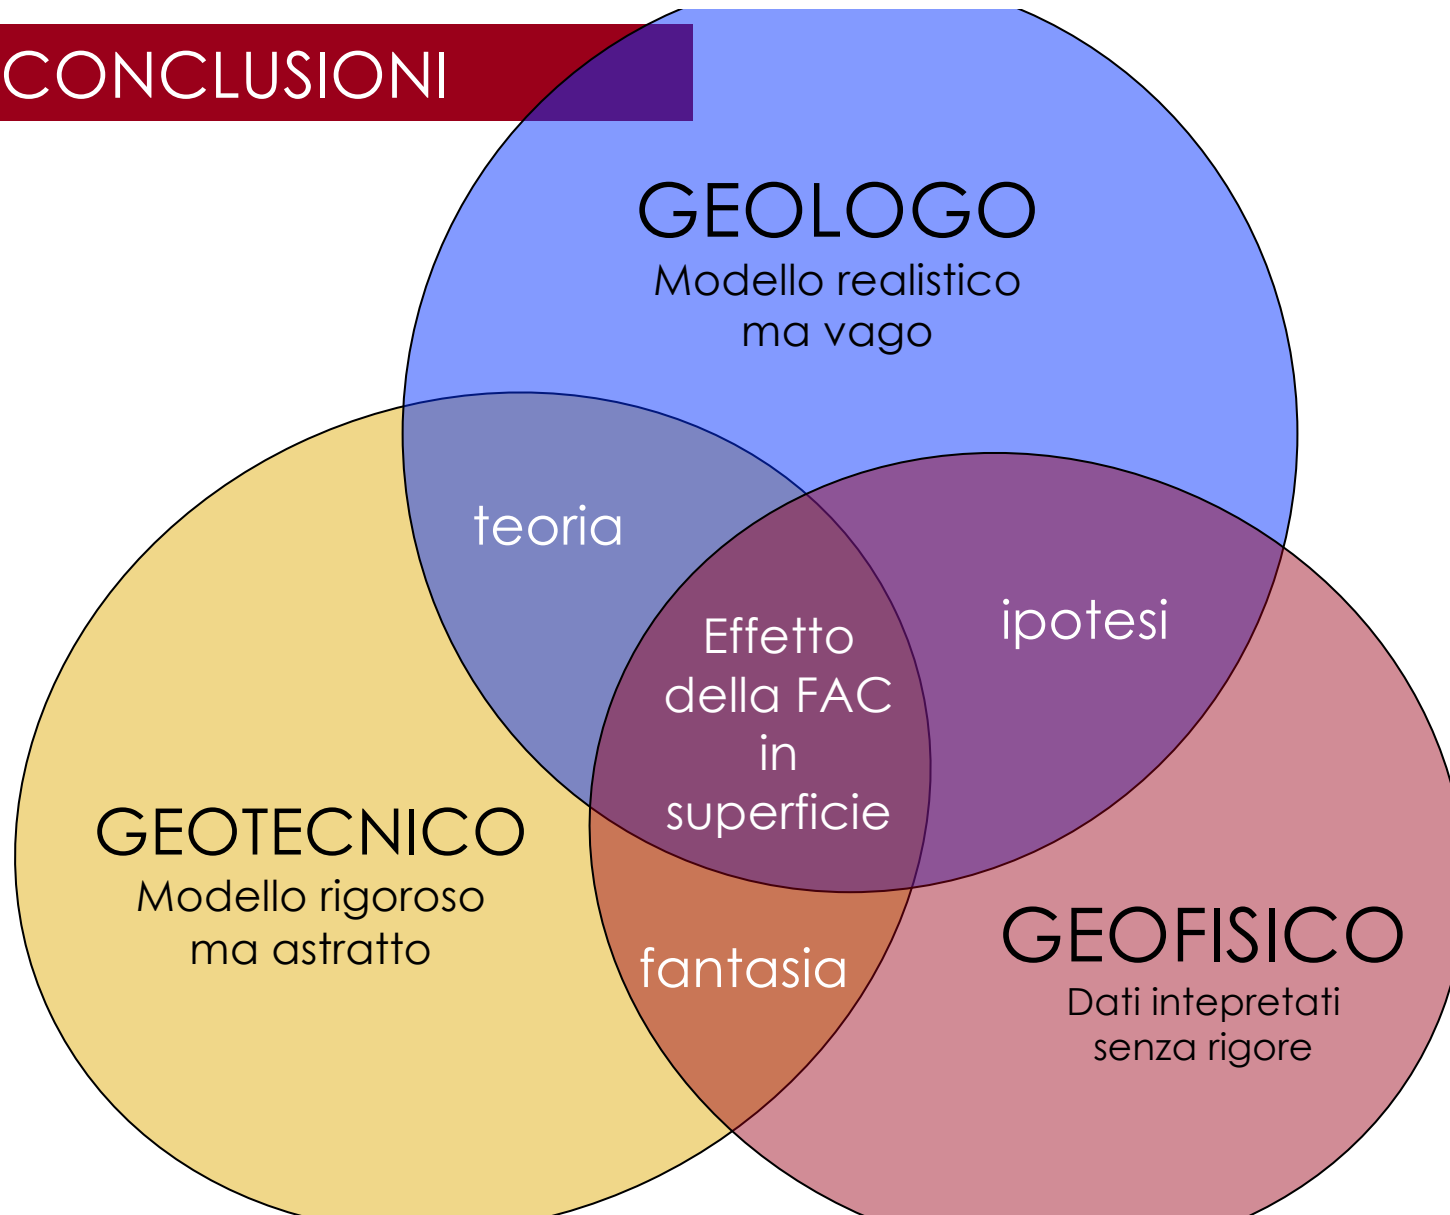 CONCLUSIONI
GEOLOGO
Modello realistico
ma vago
teoria
ipotesi
Effetto
della FAC
in
superficie
GEOTECNICO
Modello rigoroso
ma astratto
fantasia
GEOFISICO
Dati intepretati
senza rigore